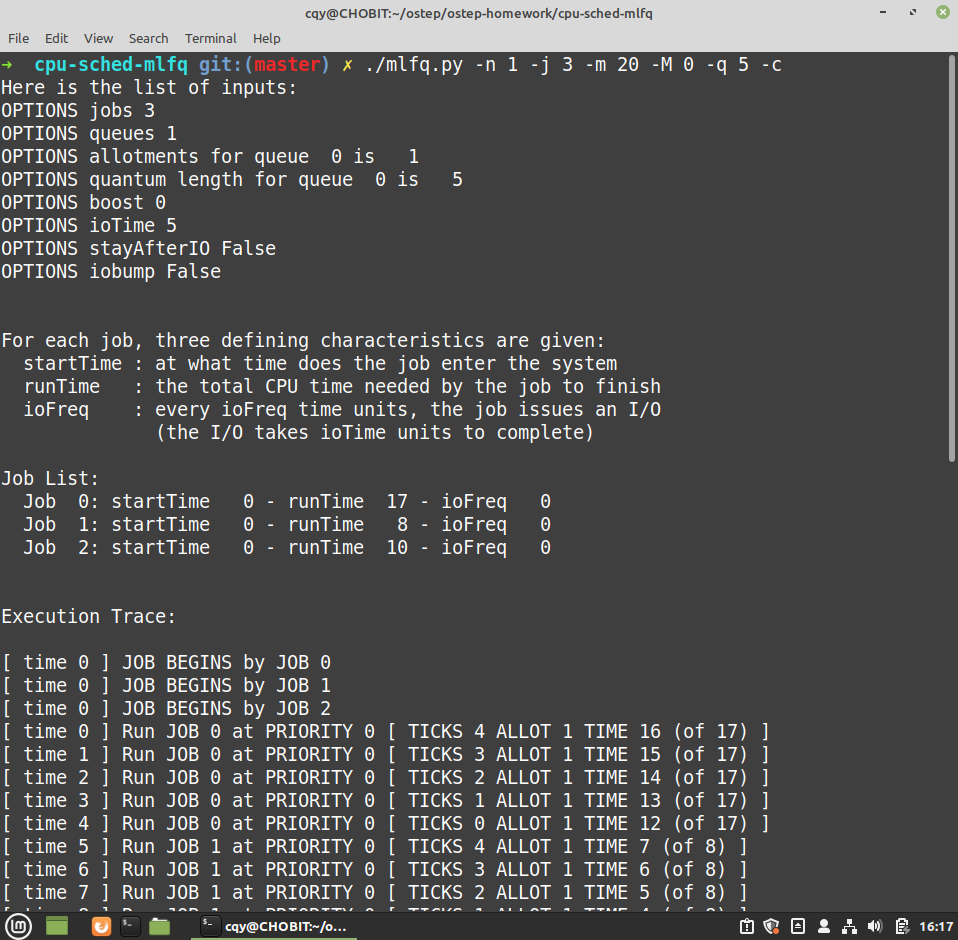 cqy@CHOBIT:~/ostep/ostep-homework/cpu-sched-mlfq
File Edit View Search Terminal Help
→ cpu-sched-mlfq git:(master) ✗ ./mlfq.py -n 1 -j 3 -m 20 -M 0 -q 5 -c
Here is the list of inputs:
OPTIONS jobs 3
OPTIONS queues 1
OPTIONS allotments for queue  0 is   1
OPTIONS quantum length for queue  0 is   5
OPTIONS boost 0
OPTIONS ioTime 5
OPTIONS stayAfterIO False
OPTIONS iobump False
For each job, three defining characteristics are given:
startTime : at what time does the job enter the system
runTime   : the total CPU time needed by the job to finish
ioFreq    : every ioFreq time units, the job issues an I/O
(the I/O takes ioTime units to complete)
Job List:
Job  0: startTime   0 - runTime  17 - ioFreq   0
Job  1: startTime   0 - runTime   8 - ioFreq   0
Job  2: startTime   0 - runTime  10 - ioFreq   0
Execution Trace:
[ time 0 ] JOB BEGINS by JOB 0
[ time 0 ] JOB BEGINS by JOB 1
[ time 0 ] JOB BEGINS by JOB 2
[ time 0 ] Run JOB 0 at PRIORITY 0 [ TICKS 4 ALLOT 1 TIME 16 (of 17) ]
[ time 1 ] Run JOB 0 at PRIORITY 0 [ TICKS 3 ALLOT 1 TIME 15 (of 17) ]
[ time 2 ] Run JOB 0 at PRIORITY 0 [ TICKS 2 ALLOT 1 TIME 14 (of 17) ]
[ time 3 ] Run JOB 0 at PRIORITY 0 [ TICKS 1 ALLOT 1 TIME 13 (of 17) ]
[ time 4 ] Run JOB 0 at PRIORITY 0 [ TICKS 0 ALLOT 1 TIME 12 (of 17) ]
[ time 5 ] Run JOB 1 at PRIORITY 0 [ TICKS 4 ALLOT 1 TIME 7 (of 8) ]
[ time 6 ] Run JOB 1 at PRIORITY 0 [ TICKS 3 ALLOT 1 TIME 6 (of 8) ]
[ time 7 ] Run JOB 1 at PRIORITY 0 [ TICKS 2 ALLOT 1 TIME 5 (of 8) ]
cqy@CHOBIT:~/o...
16:17